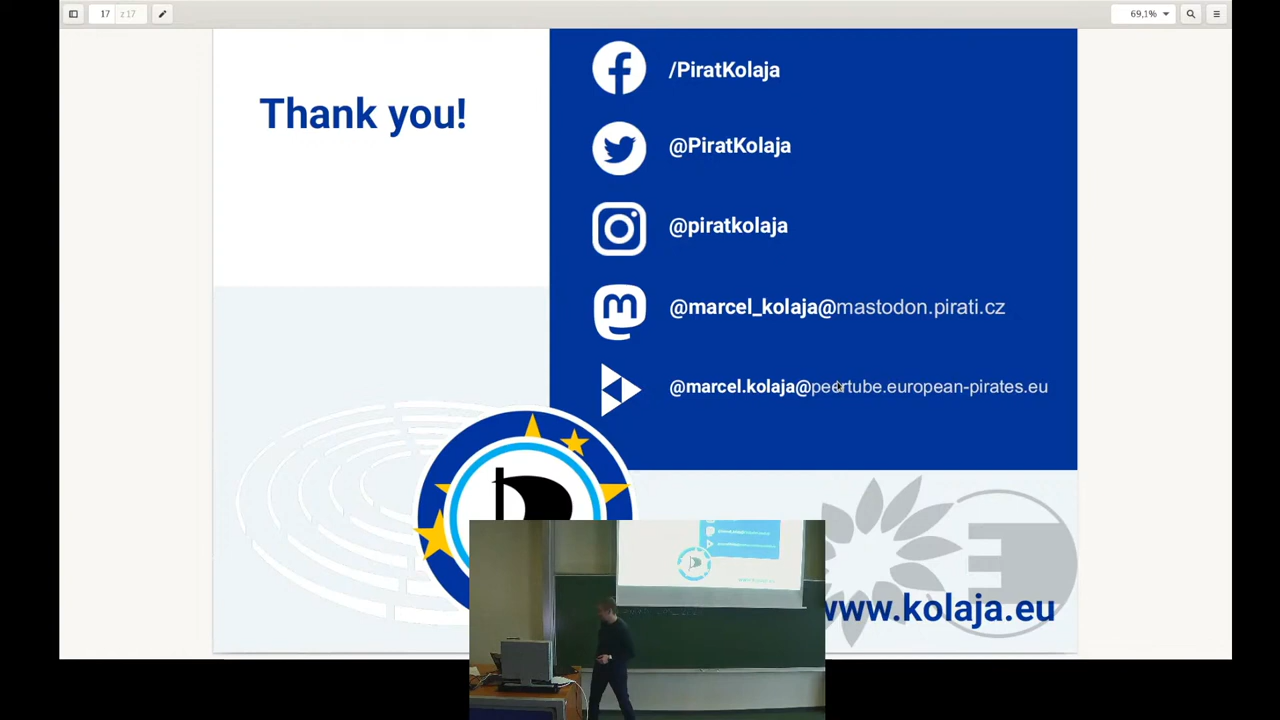 17
z 17
69,1%
Thank you!
/PiratKolaja
@PiratKolaja
@piratkolaja
@marcel_kolaja@mastodon.pirati.cz
@marcel.kolaja@peertube.european-pirates.eu
www.kolaja.eu